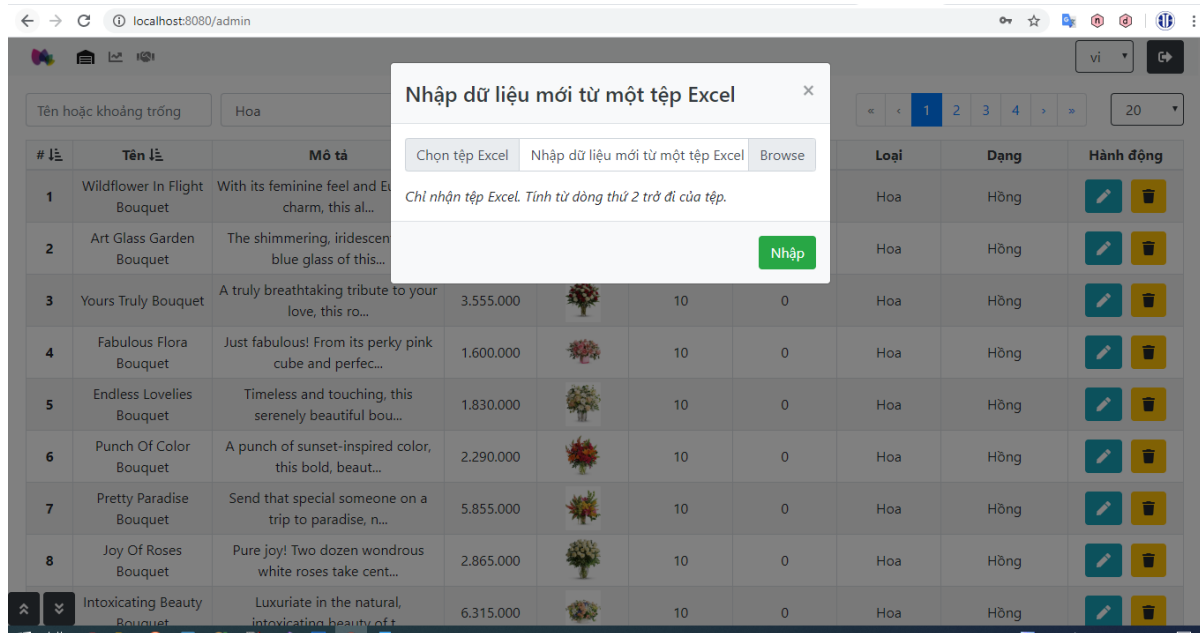 localhost:8080/admin
vi
Nhập dữ liệu mới từ một tệp Excel
×
Tên hoặc khoảng trống
Hoa
« ‹ 1 2 3 4 › »
20
Chọn tệp Excel Nhập dữ liệu mới từ một tệp Excel Browse
Chỉ nhận tệp Excel. Tính từ dòng thứ 2 trở đi của tệp.
Nhập
# Tên Mô tả Loại Dạng Hành động
1 Wildflower In Flight Bouquet With its feminine feel and Eu
charm, this al... Hoa Hồng
2 Art Glass Garden Bouquet The shimmering, iridescen
blue glass of this... Hoa Hồng
3 Yours Truly Bouquet A truly breathtaking tribute to your
love, this ro... 3.555.000 10 0 Hoa Hồng
4 Fabulous Flora Bouquet Just fabulous! From its perky pink
cube and perfec... 1.600.000 10 0 Hoa Hồng
5 Endless Lovelies Bouquet Timeless and touching, this
serenely beautiful bou... 1.830.000 10 0 Hoa Hồng
6 Punch Of Color Bouquet A punch of sunset-inspired color,
this bold, beaut... 2.290.000 10 0 Hoa Hồng
7 Pretty Paradise Bouquet Send that special someone on a
trip to paradise, n... 5.855.000 10 0 Hoa Hồng
8 Joy Of Roses Bouquet Pure joy! Two dozen wondrous
white roses take cent... 2.865.000 10 0 Hoa Hồng
Intoxicating Beauty Bouquet Luxuriate in the natural,
intoxicating beauty of t 6.315.000 10 0 Hoa Hồng